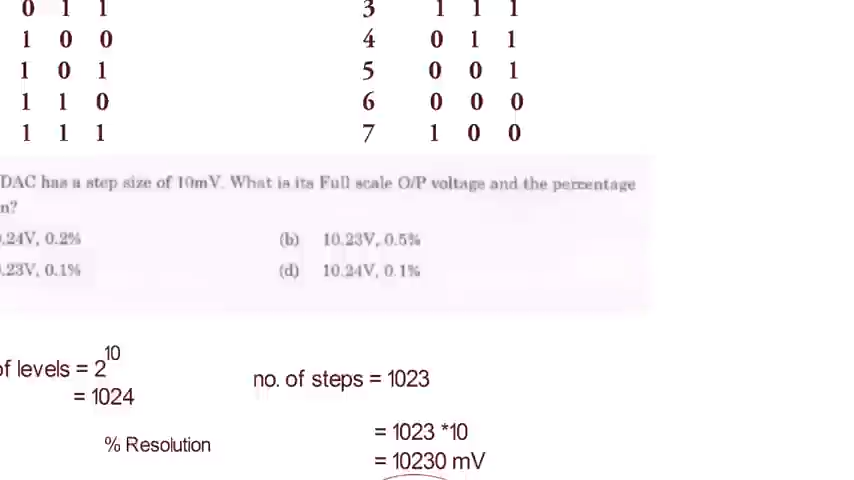 0 1 1 3 1 1 1
1 0 0 4 0 1 1
1 0 1 5 0 0 1
1 1 0 6 0 0 0
1 1 1 7 1 0 0
DAC has a step size of 10mV. What is its Full scale O/P voltage and the percentage
n?
.24V, 0.2% (b) 10.23V, 0.5%
.23V, 0.1% (d) 10.24V, 0.1%
of levels = 2^10
= 1024
no. of steps = 1023
= 1023 *10
% Resolution
= 10230 mV